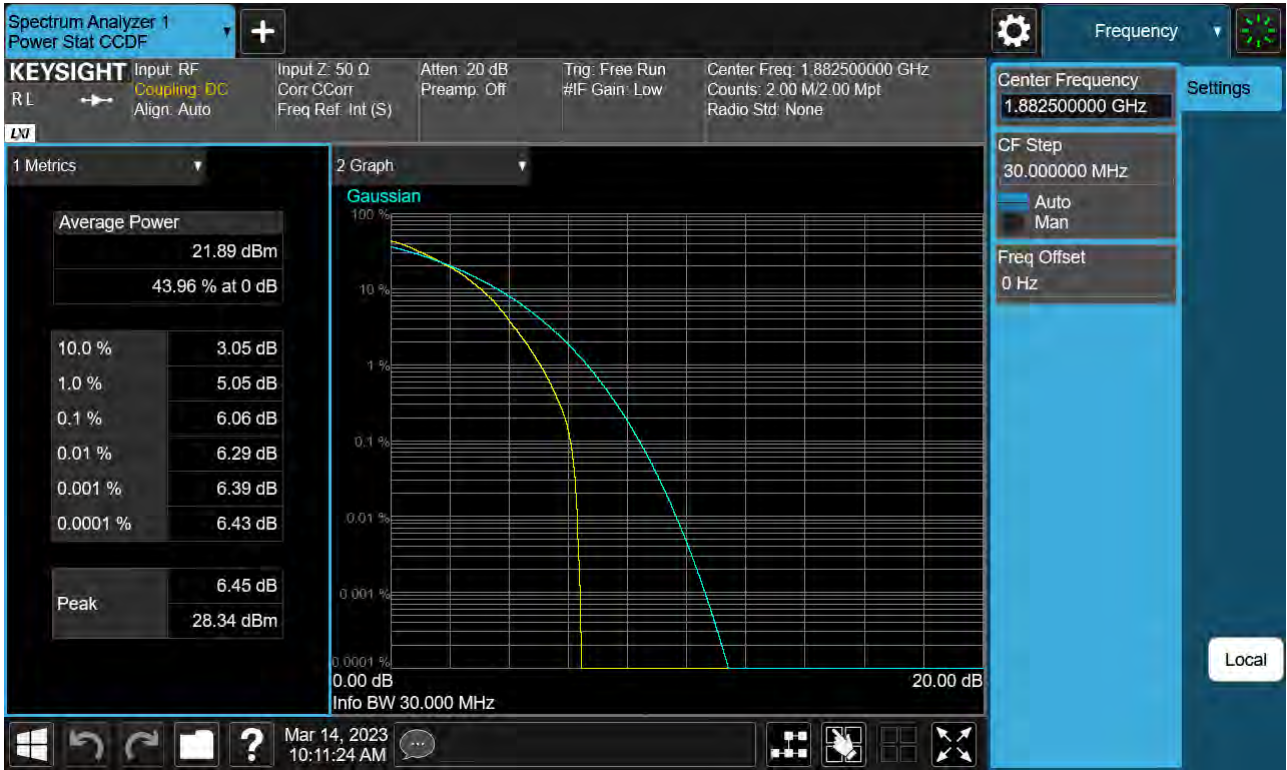 Spectrum Analyzer 1
Power Stat CCDF
Frequency
KEYSIGHT
RL
LXI
Input: RF
Coupling: DC
Align: Auto
Input Z: 50 Ω
Corr CCorr
Freq Ref: Int (S)
Atten: 20 dB
Preamp: Off
Trig: Free Run
#IF Gain: Low
Center Freq: 1.882500000 GHz
Counts: 2.00 M/2.00 Mpt
Radio Std: None
Center Frequency
1.882500000 GHz
Settings
CF Step
30.000000 MHz
Auto
Man
Freq Offset
0 Hz
Local
1 Metrics
Average Power
21.89 dBm
43.96 % at 0 dB
10.0 % 3.05 dB
1.0 % 5.05 dB
0.1 % 6.06 dB
0.01 % 6.29 dB
0.001 % 6.39 dB
0.0001 % 6.43 dB
Peak
6.45 dB
28.34 dBm
2 Graph
Gaussian
100 %
10 %
1 %
0.1 %
0.01 %
0.001 %
0.0001 %
0.00 dB 20.00 dB
Info BW 30.000 MHz
?
Mar 14, 2023
10:11:24 AM